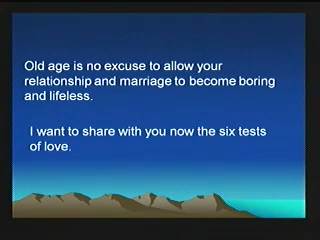 Old age is no excuse to allow your
relationship and marriage to become boring
and lifeless.
I want to share with you now the six tests
of love.